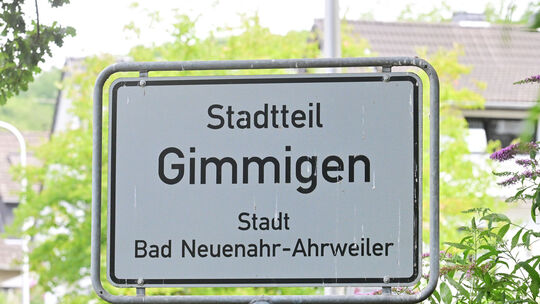 Stadtteil
Gimmigen
Stadt
Bad Neuenahr-Ahrweiler